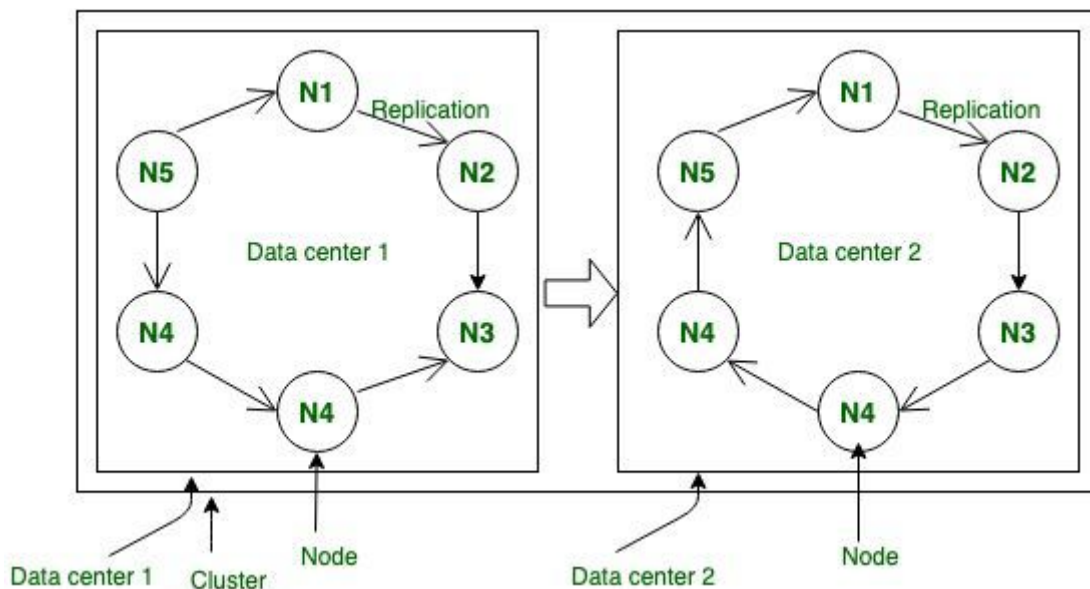 N1
Replication
N5
N2
Data center 1
N4
N3
N4
N1
Replication
N5
N2
Data center 2
N4
N3
N4
Data center 1
Cluster
Node
Data center 2
Node